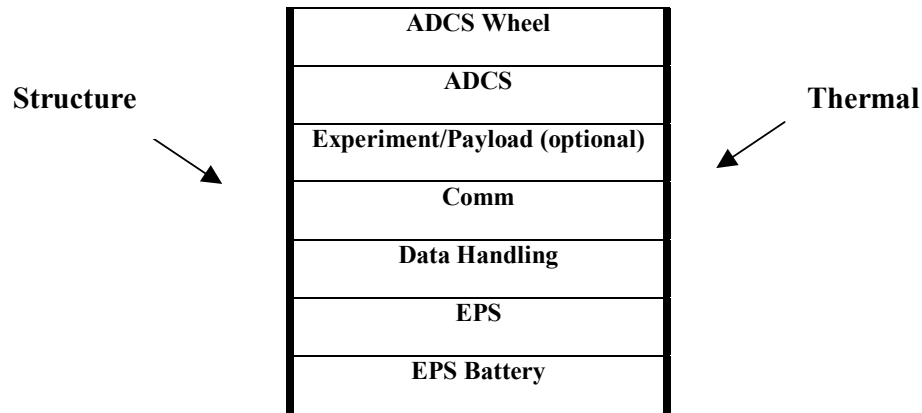 ADCS Wheel
ADCS
Structure
Thermal
Experiment/Payload (optional)
Comm
Data Handling
EPS
EPS Battery